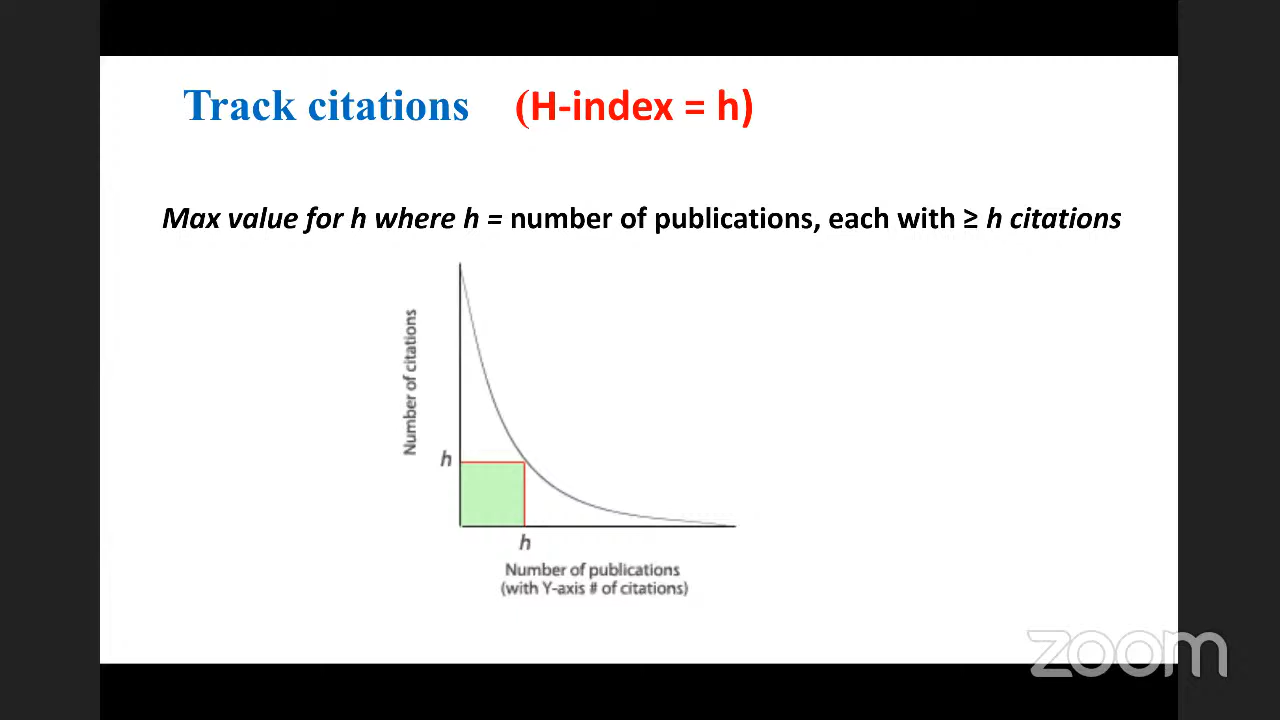 Track citations (H-index = h)
Max value for h where h = number of publications, each with ≥ h citations
Number of citations
h
h
Number of publications
(with Y-axis # of citations)
zoom